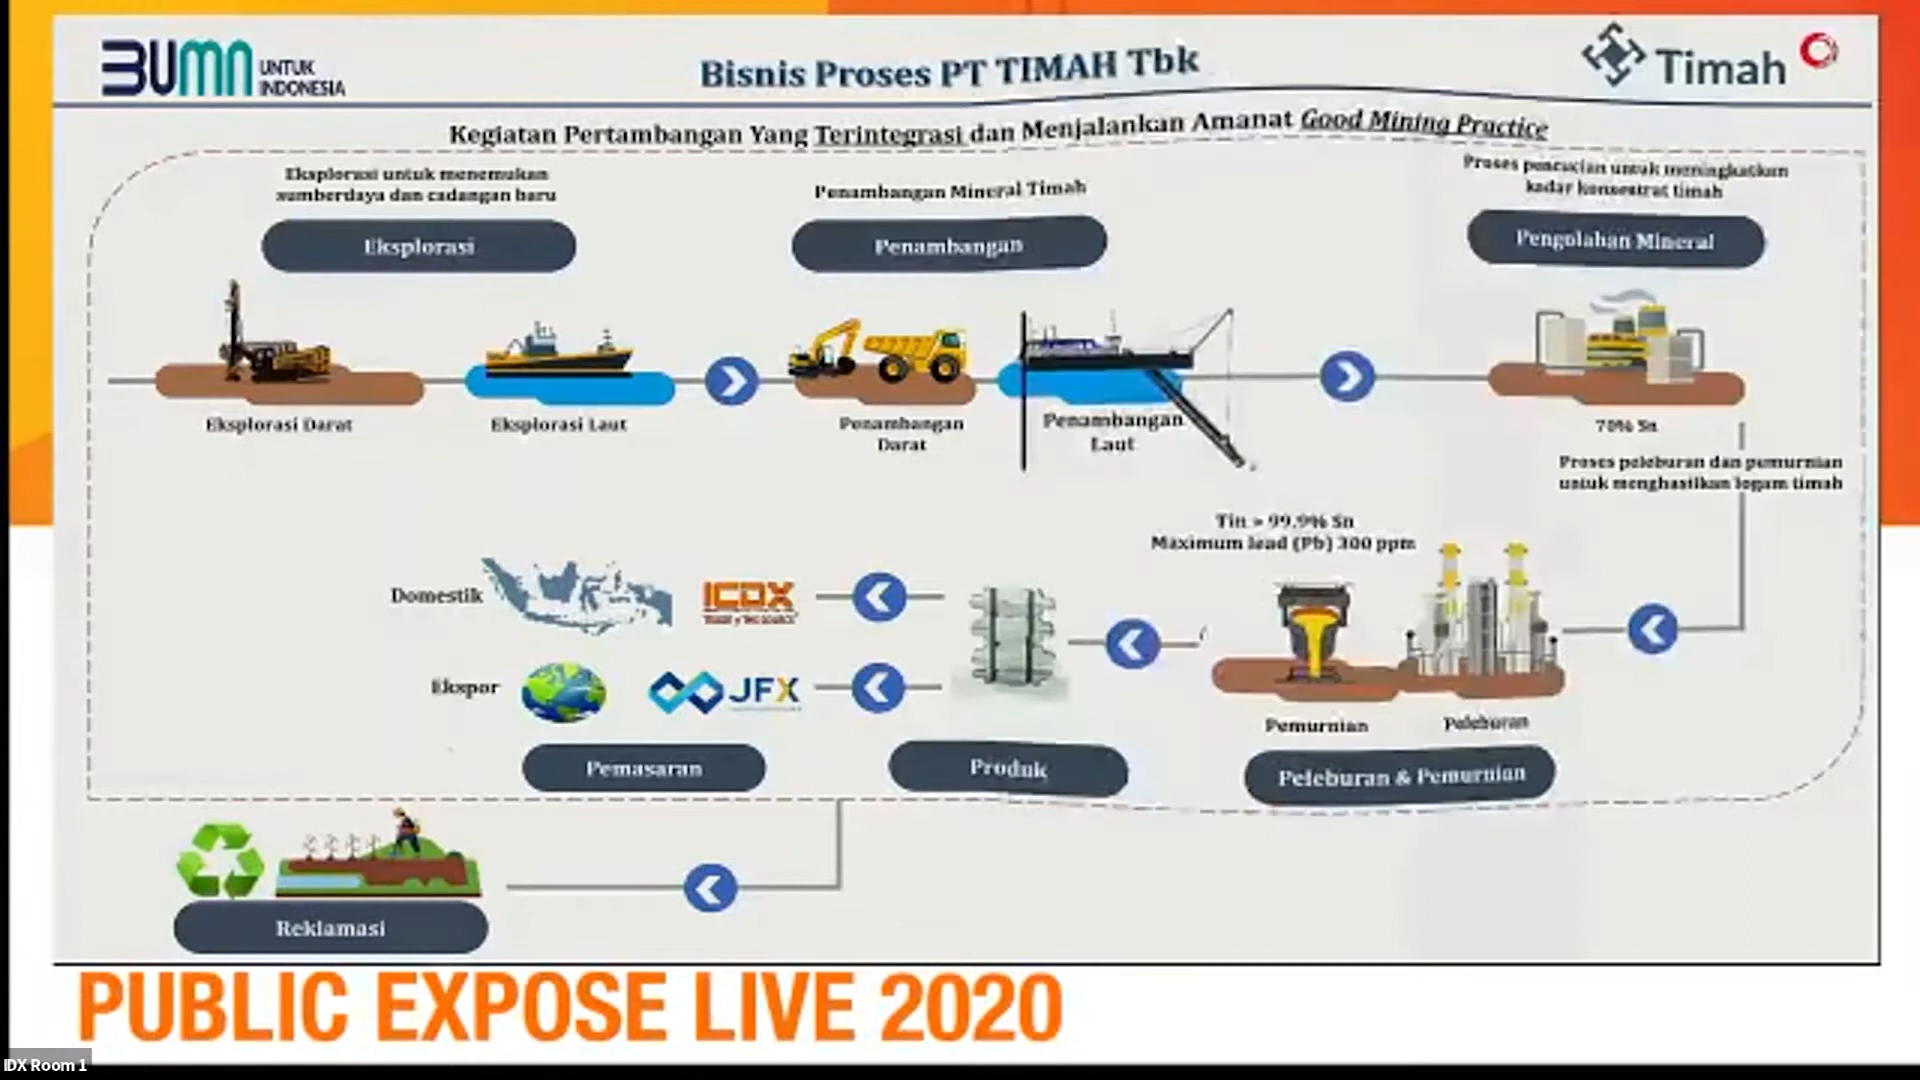 BUMN
UNTUK
INDONESIA
Bisnis Proses PT TIMAH Tbk
Timah
Kegiatan Pertambangan Yang Terintegrasi dan Menjalankan Amanat Good Mining Practice
Eksplorasi untuk menemukan
sumberdaya dan cadangan baru
Eksplorasi
Penambangan Mineral Timah
Penambangan
Proses pencucian untuk meningkatkan
kadar konsentrat timah
Pengolahan Mineral
Eksplorasi Darat
Eksplorasi Laut
Penambangan
Darat
Penambangan
Laut
70% Sn
Proses peleburan dan pemurnian
untuk menghasilkan logam timah
Tin > 99.9% Sn
Maximum lead (Pb) 300 ppm
Domestik
ICDX
Ekspor
JFX
Pemurnian
Peleburan
Pemasaran
Produk
Peleburan & Pemurnian
Reklamasi
PUBLIC EXPOSE LIVE 2020
IDX Room 1